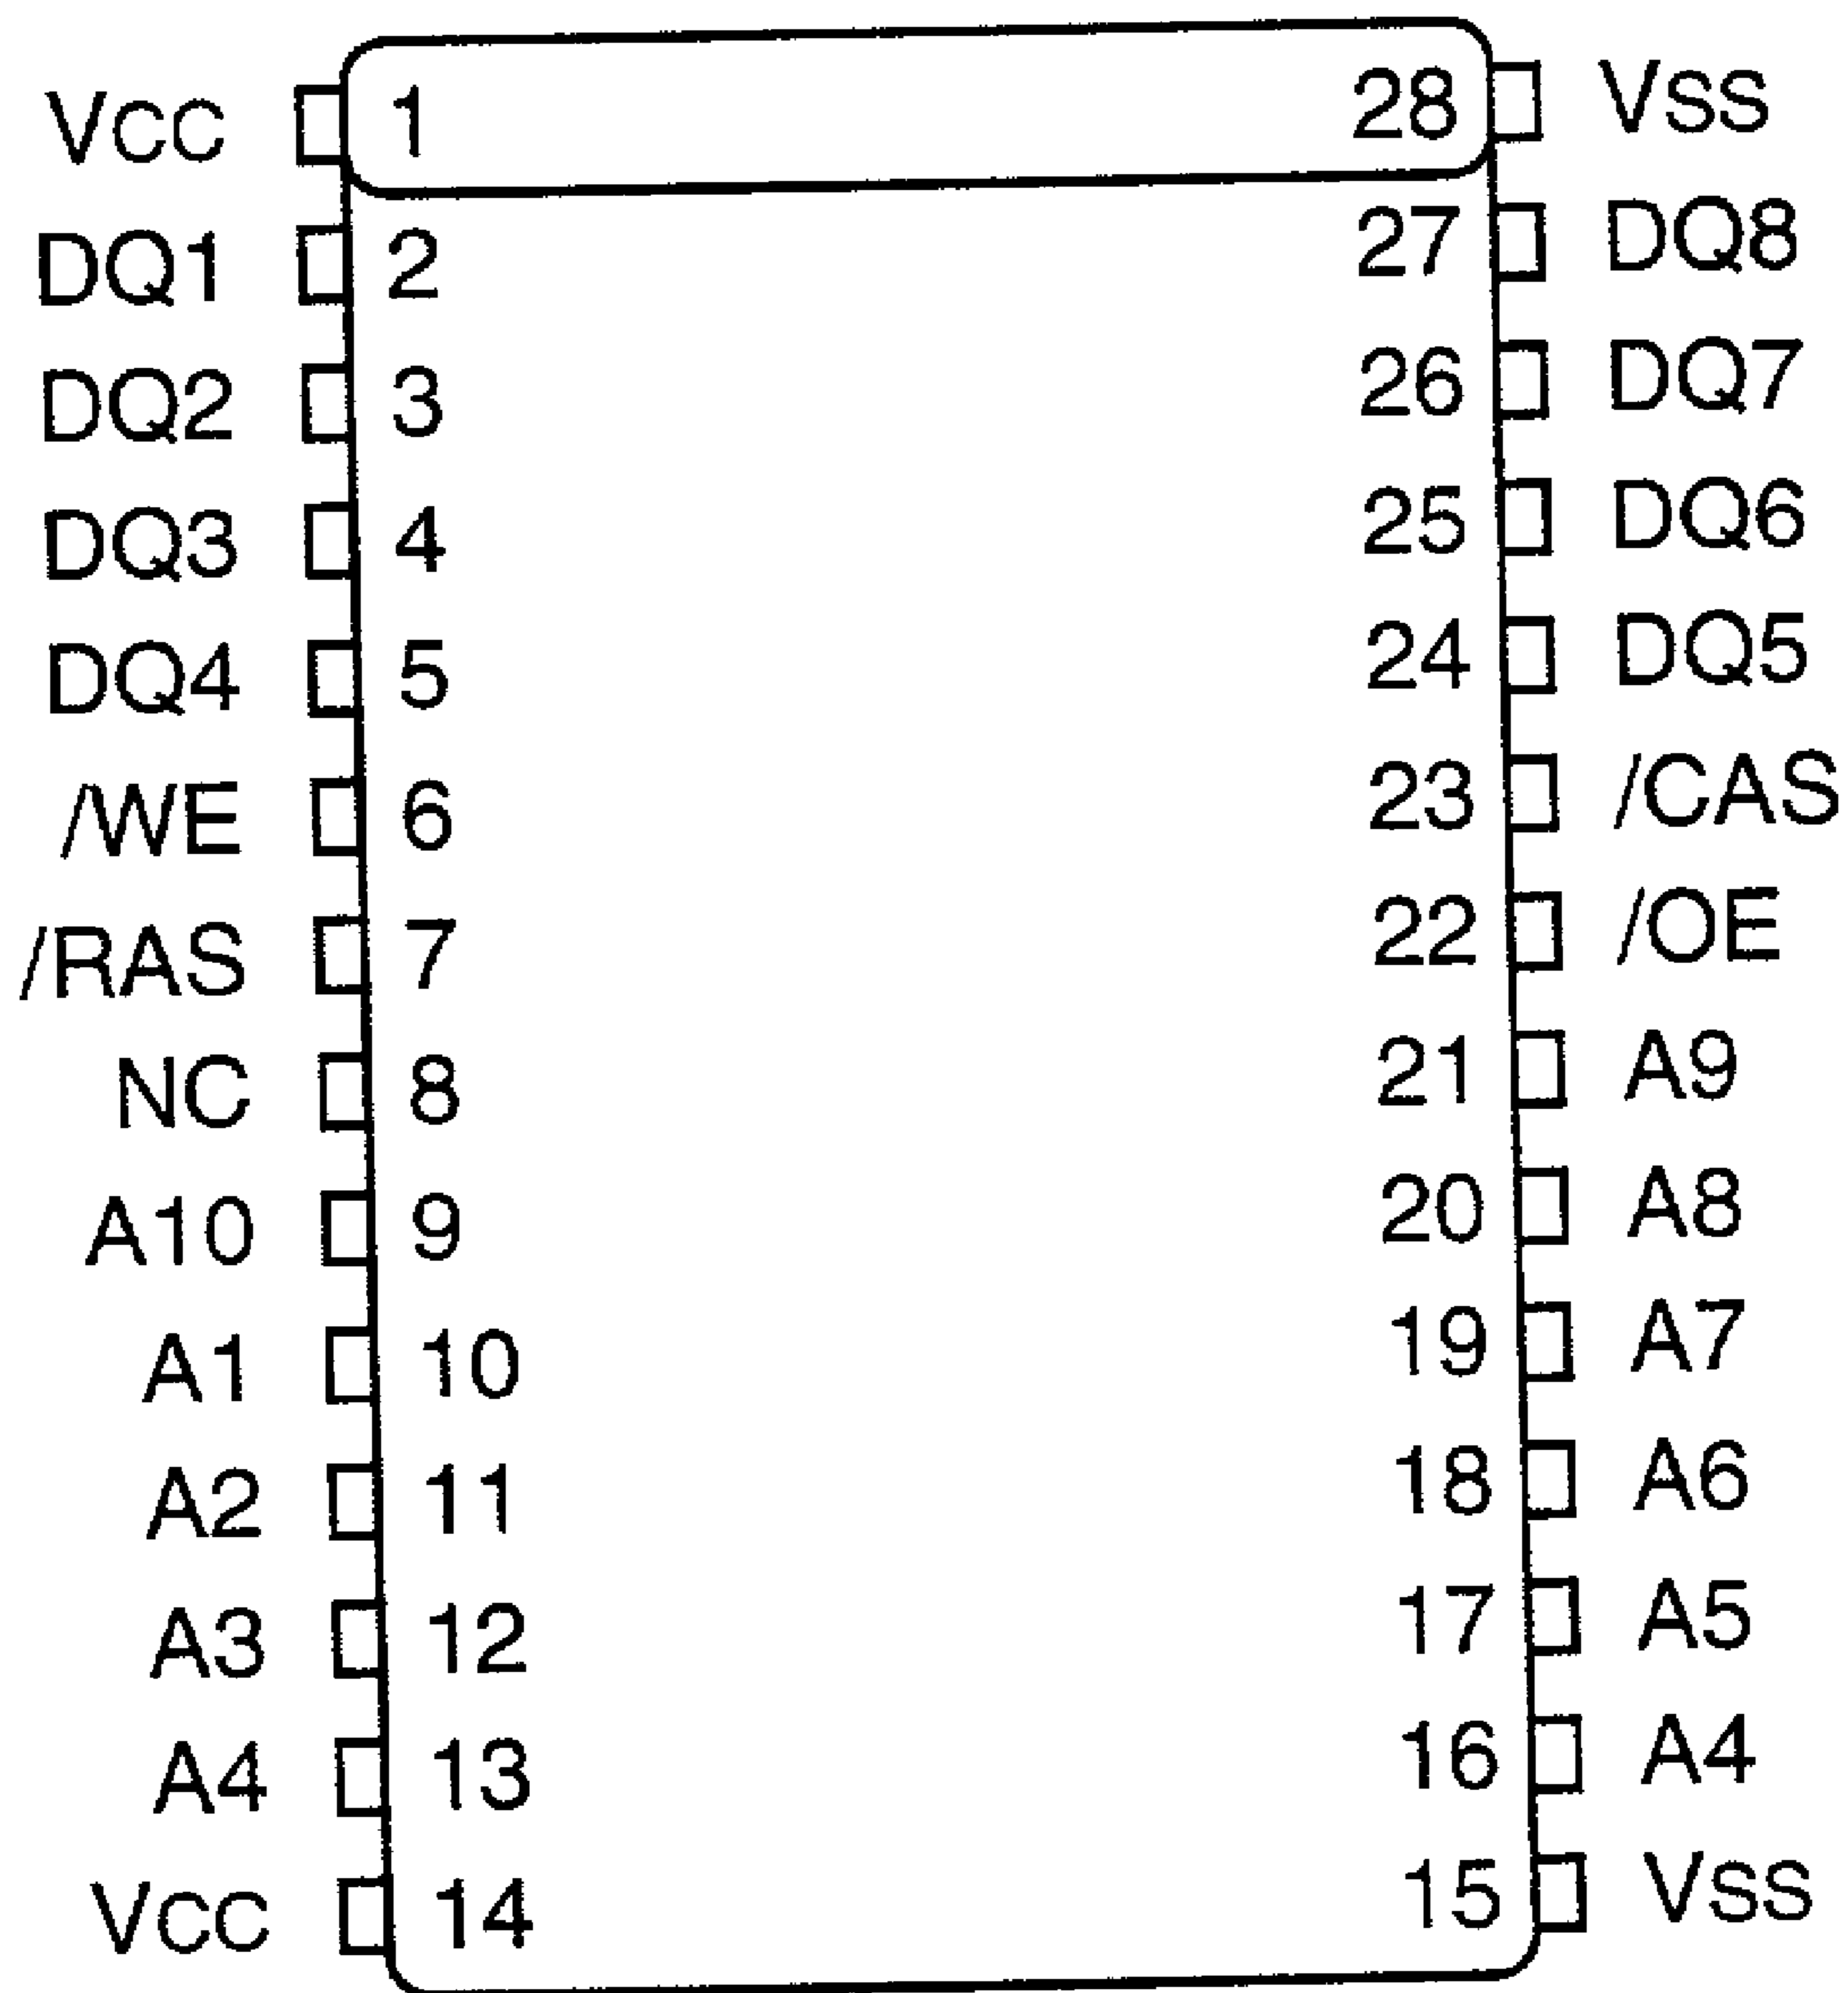 VCC 1 28 VSS
DQ1 2 27 DQ8
DQ2 3 26 DQ7
DQ3 4 25 DQ6
DQ4 5 24 DQ5
/WE 6 23 /CAS
/RAS 7 22 /OE
NC 8 21 A9
A10 9 20 A8
A1 10 19 A7
A2 11 18 A6
A3 12 17 A5
A4 13 16 A4
VCC 14 15 VSS